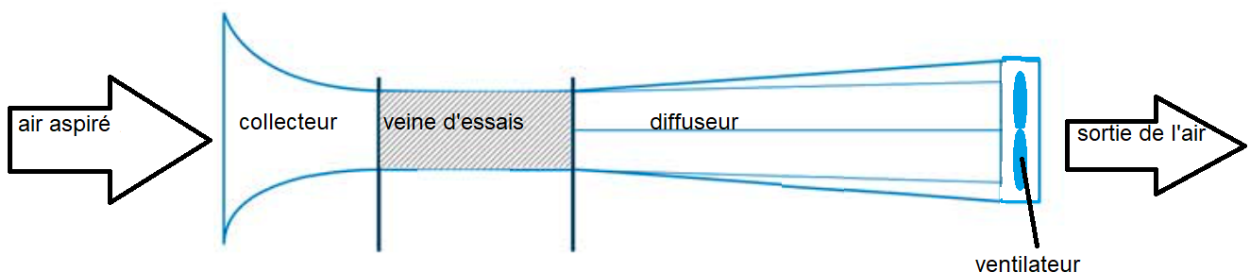 air aspiré
collecteur
veine d'essais
diffuseur
sortie de l'air
ventilateur